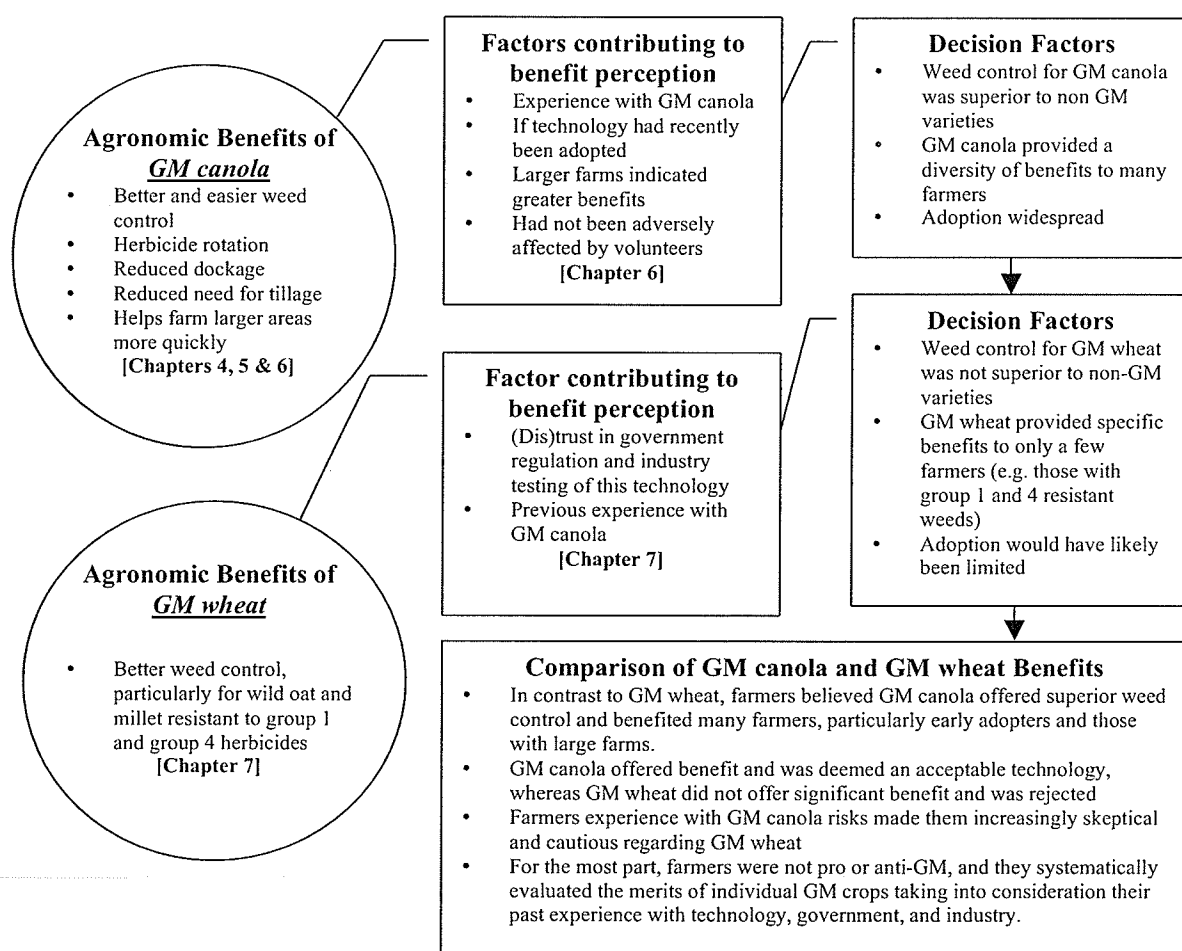 Agronomic Benefits of
GM canola
• Better and easier weed
control
• Herbicide rotation
• Reduced dockage
• Reduced need for tillage
• Helps farm larger areas
more quickly
[Chapters 4, 5 & 6]
Factors contributing to
benefit perception
• Experience with GM canola
• If technology had recently
been adopted
• Larger farms indicated
greater benefits
• Had not been adversely
affected by volunteers
[Chapter 6]
Decision Factors
• Weed control for GM canola
was superior to non GM
varieties
• GM canola provided a
diversity of benefits to many
farmers
• Adoption widespread
Agronomic Benefits of
GM wheat
• Better weed control,
particularly for wild oat and
millet resistant to group 1
and group 4 herbicides
[Chapter 7]
Factor contributing to
benefit perception
• (Dis)trust in government
regulation and industry
testing of this technology
• Previous experience with
GM canola
[Chapter 7]
Decision Factors
• Weed control for GM wheat
was not superior to non-GM
varieties
• GM wheat provided specific
benefits to only a few
farmers (e.g. those with
group 1 and 4 resistant
weeds)
• Adoption would have likely
been limited
Comparison of GM canola and GM wheat Benefits
• In contrast to GM wheat, farmers believed GM canola offered superior weed
control and benefited many farmers, particularly early adopters and those
with large farms.
• GM canola offered benefit and was deemed an acceptable technology,
whereas GM wheat did not offer significant benefit and was rejected
• Farmers experience with GM canola risks made them increasingly skeptical
and cautious regarding GM wheat
• For the most part, farmers were not pro or anti-GM, and they systematically
evaluated the merits of individual GM crops taking into consideration their
past experience with technology, government, and industry.